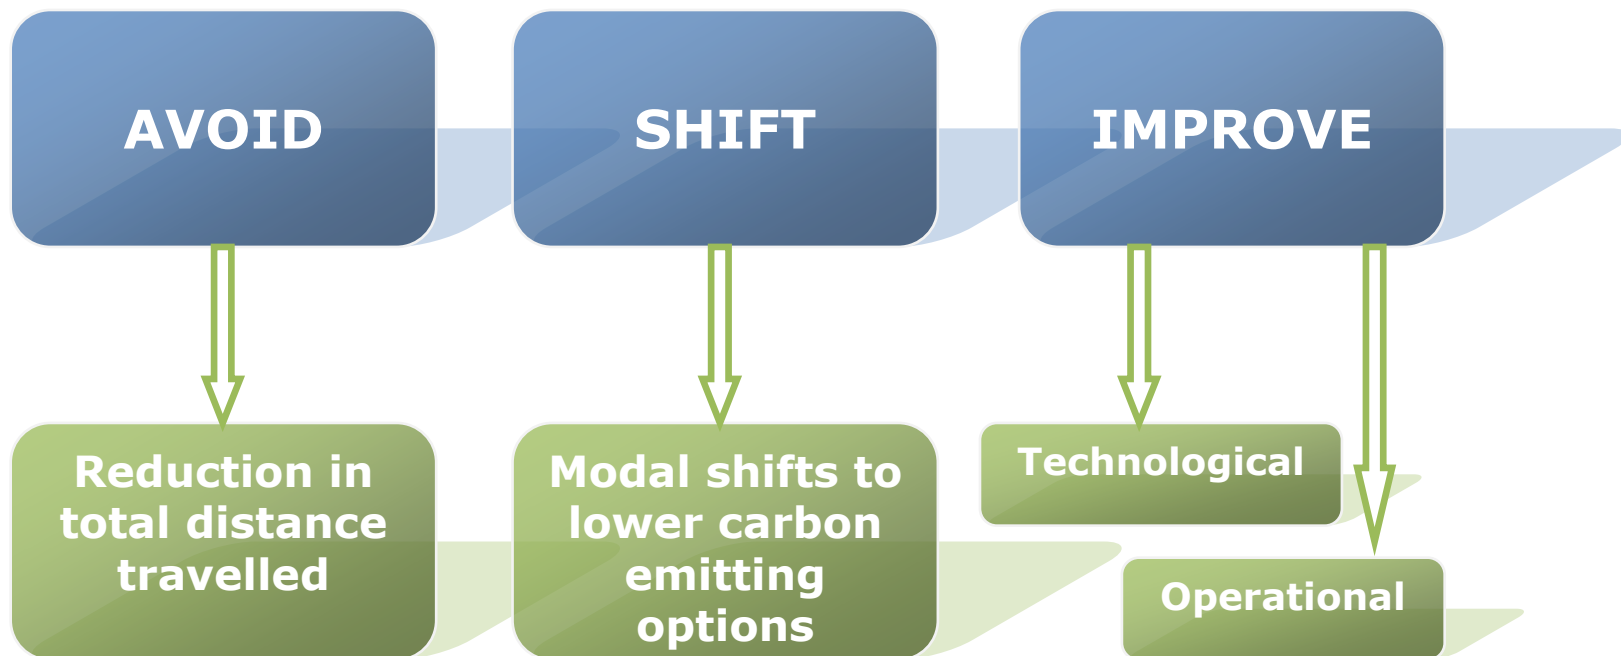 AVOID
SHIFT
IMPROVE
Reduction in
total distance
travelled
Modal shifts to
lower carbon
emitting
options
Technological
Operational